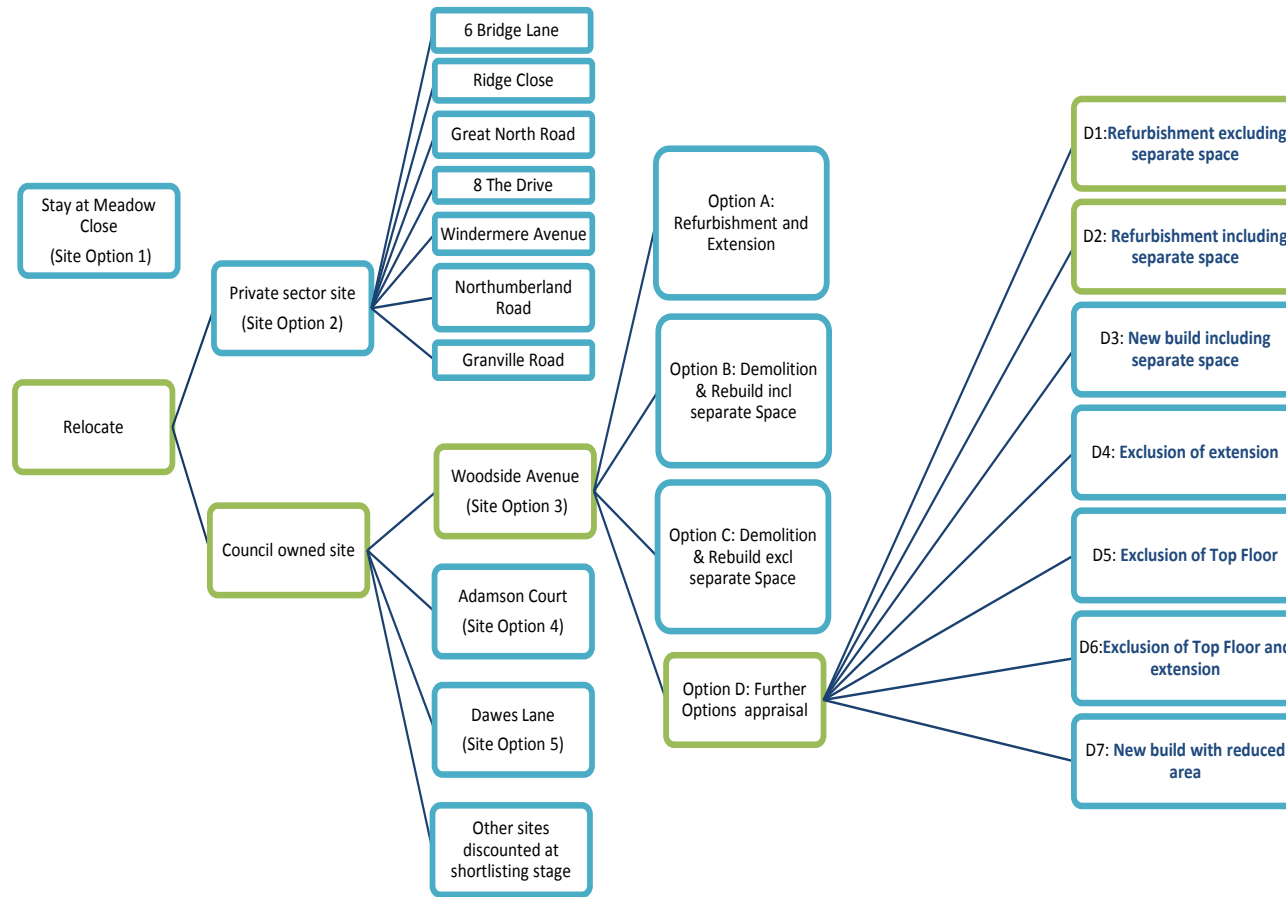 Stay at Meadow
Close
(Site Option 1)
Relocate
Private sector site
(Site Option 2)
Council owned site
6 Bridge Lane
Ridge Close
Great North Road
8 The Drive
Windermere Avenue
Northumberland
Road
Granville Road
Woodside Avenue
(Site Option 3)
Adamson Court
(Site Option 4)
Dawes Lane
(Site Option 5)
Other sites
discounted at
shortlisting stage
Option A:
Refurbishment and
Extension
Option B: Demolition
& Rebuild incl
separate Space
Option C: Demolition
& Rebuild excl
separate Space
Option D: Further
Options appraisal
D1:Refurbishment excluding
separate space
D2: Refurbishment including
separate space
D3: New build including
separate space
D4: Exclusion of extension
D5: Exclusion of Top Floor
D6:Exclusion of Top Floor and
extension
D7: New build with reduced
area